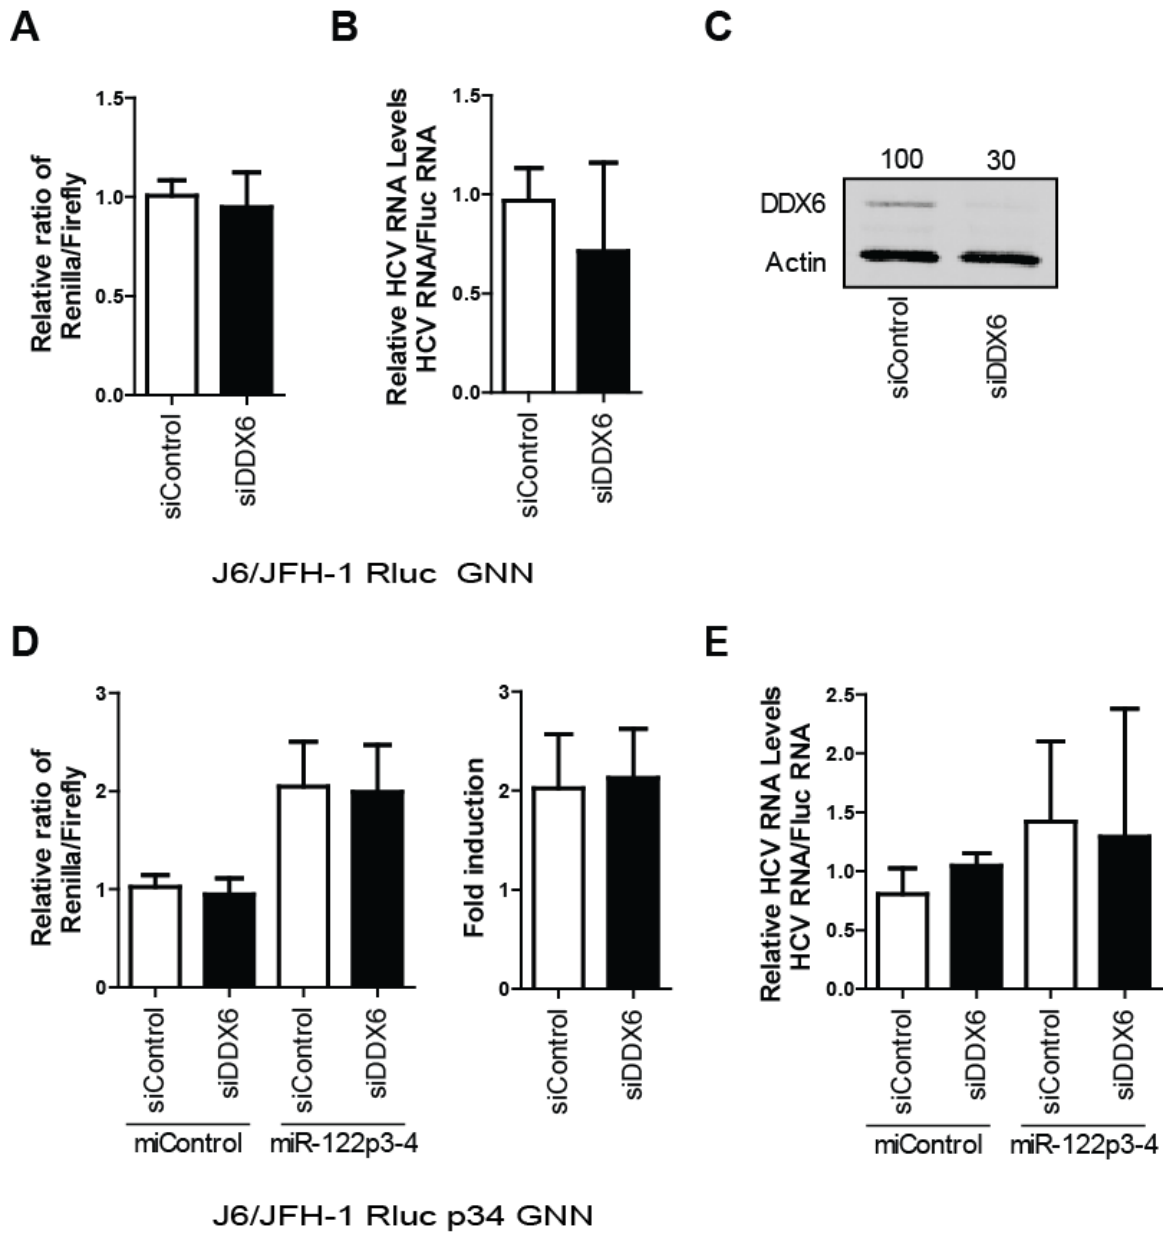 A
B
C
1.5
1.0
0.5
0.0
Relative ratio of
Renilla/Firefly
siControl
siDDX6
1.5
1.0
0.5
0.0
Relative HCV RNA Levels
HCV RNA/Fluc RNA
siControl
siDDX6
100 30
DDX6
Actin
siControl
siDDX6
J6/JFH-1 Rluc GNN
D
E
3
2
1
0
Relative ratio of
Renilla/Firefly
siControl
siDDX6
siControl
siDDX6
miControl
miR-122p3-4
3
2
1
0
Fold induction
siControl
siDDX6
2.5
2.0
1.5
1.0
0.5
0.0
Relative HCV RNA Levels
HCV RNA/Fluc RNA
siControl
siDDX6
siControl
siDDX6
miControl
miR-122p3-4
J6/JFH-1 Rluc p34 GNN